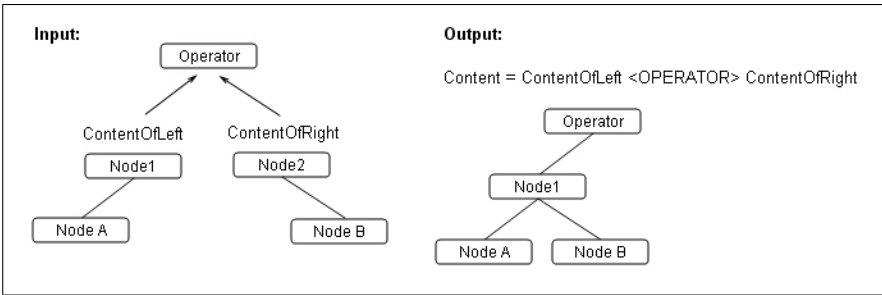 Input:
Operator
ContentOfLeft
ContentOfRight
Node1
Node2
Node A
Node B
Output:
Content = ContentOfLeft <OPERATOR> ContentOfRight
Operator
Node1
Node A
Node B